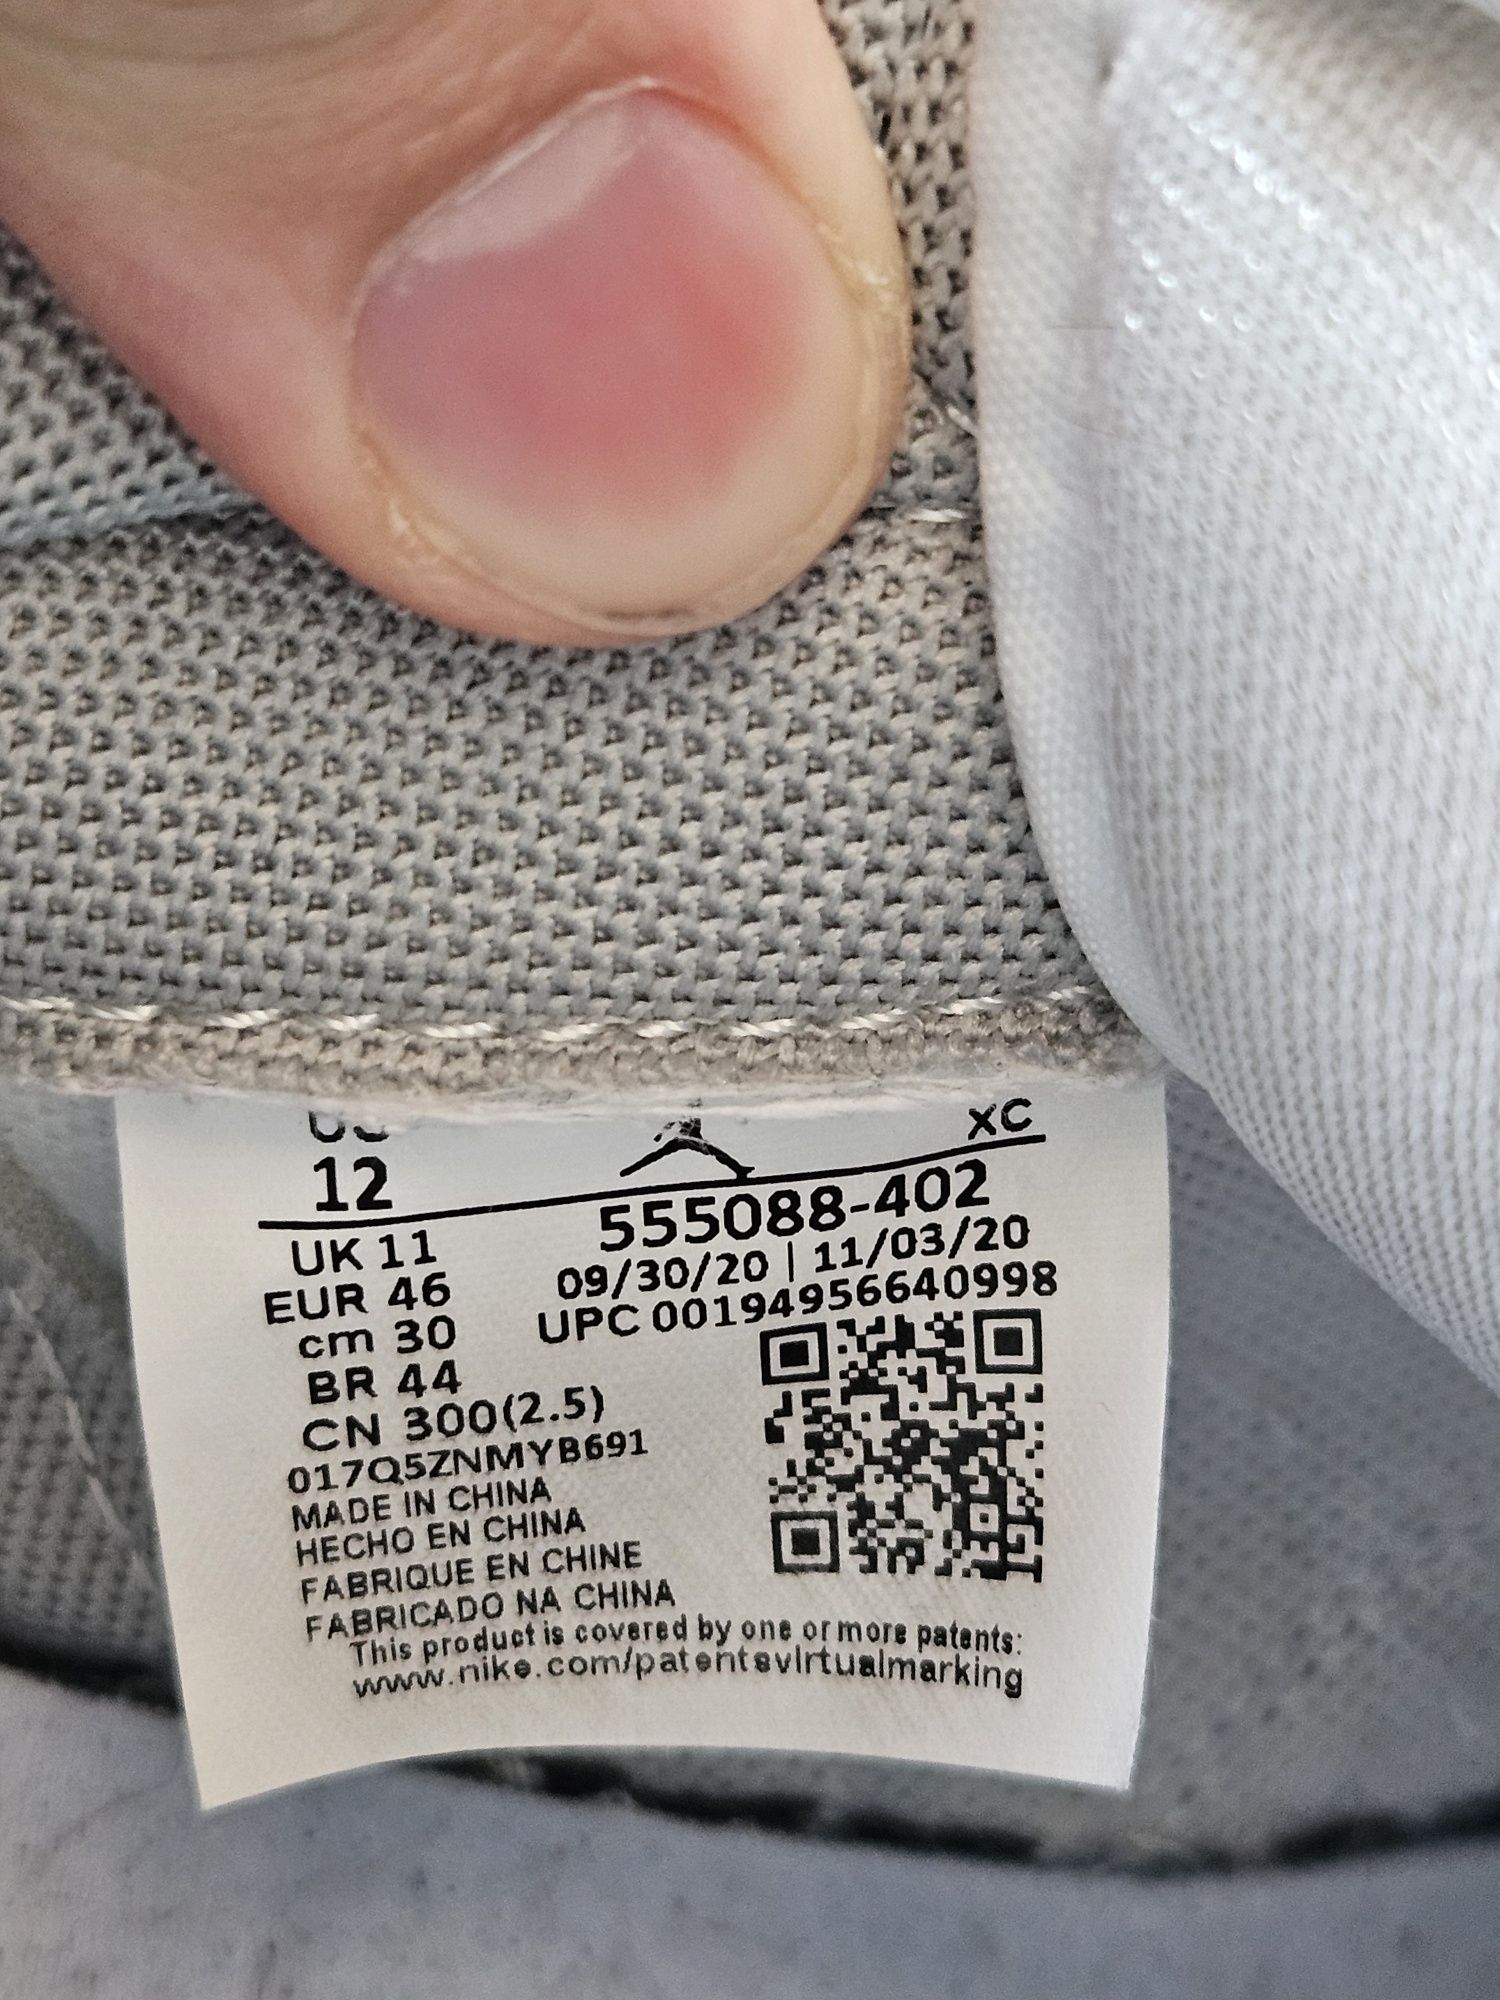 US XC
12
555088-402
UK 11
09/30/20 | 11/03/20
EUR 46
UPC 00194956640998
cm 30
BR 44
CN 300(2.5)
017Q5ZNMYB691
MADE IN CHINA
HECHO EN CHINA
FABRIQUE EN CHINE
FABRICADO NA CHINA
This product is covered by one or more patents:
www.nike.com/patentsvirtualmarking